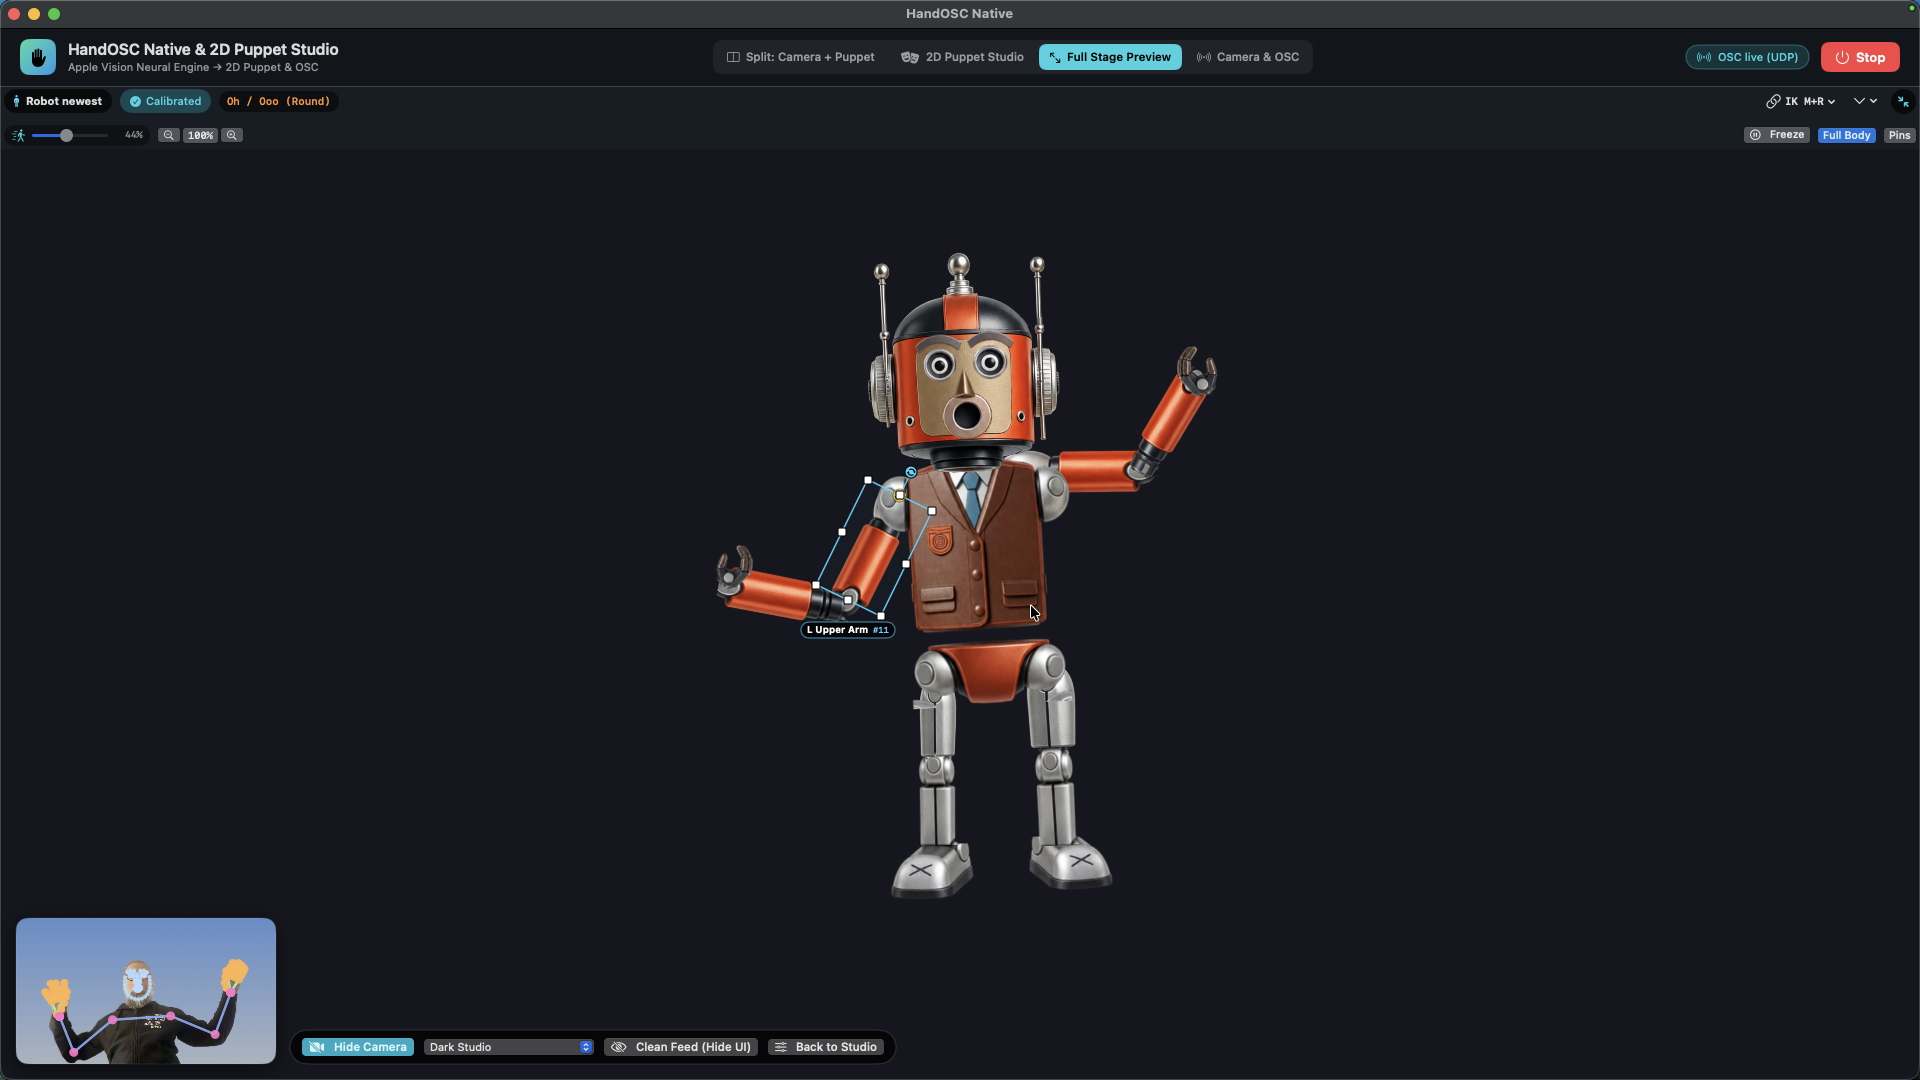 HandOSC Native
HandOSC Native & 2D Puppet Studio
Apple Vision Neural Engine → 2D Puppet & OSC
Split: Camera + Puppet
2D Puppet Studio
Full Stage Preview
Camera & OSC
OSC live (UDP)
Stop
Robot newest
Calibrated
Oh / Ooo (Round)
IK M+R
44%
100%
Freeze
Full Body
Pins
L Upper Arm #11
Hide Camera
Dark Studio
Clean Feed (Hide UI)
Back to Studio